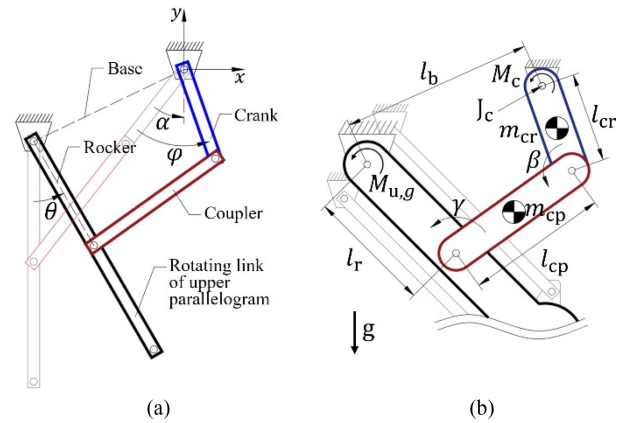 y
x
Base
Crank
α
φ
Rocker
θ
Coupler
Rotating link
of upper
parallelogram
(a)
l_b
M_c
J_c
m_cr
l_cr
β
M_u,g
γ
m_cp
l_r
l_cp
g
(b)